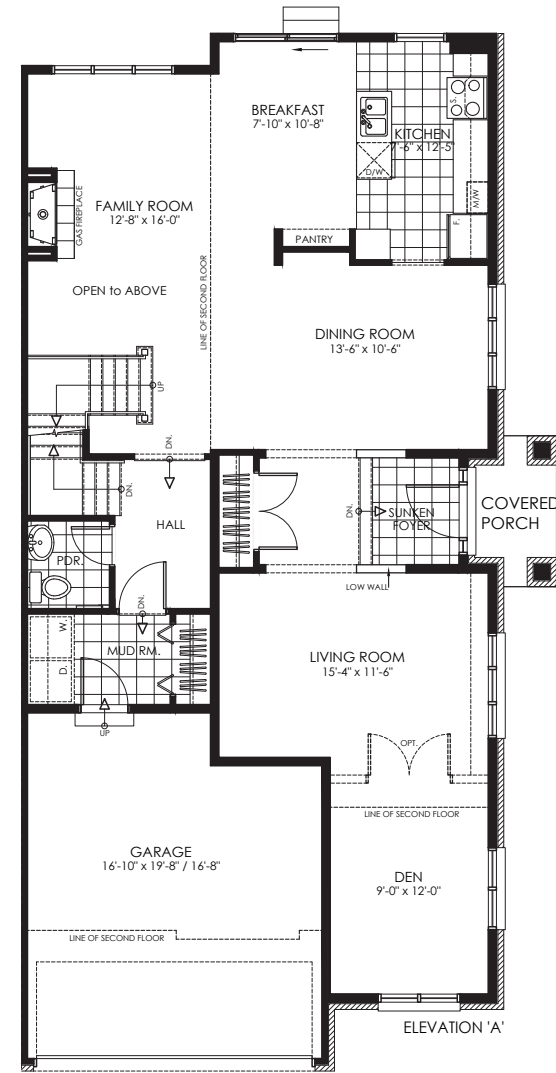 BREAKFAST
7'-10" x 10'-8"
KITCHEN
'-6" x 12'-5"
S.
D/W
M/W
F.
PANTRY
FAMILY ROOM
12'-8" x 16'-0"
GAS FIREPLACE
OPEN to ABOVE
LINE OF SECOND FLOOR
DINING ROOM
13'-6" x 10'-6"
UP
DN.
DN.
HALL
DN.
SUNKEN
FOYER
COVERED
PORCH
PDR.
LOW WALL
DN.
W.
D.
MUD RM.
UP
LIVING ROOM
15'-4" x 11'-6"
OPT.
LINE OF SECOND FLOOR
GARAGE
16'-10" x 19'-8" / 16'-8"
DEN
9'-0" x 12'-0"
LINE OF SECOND FLOOR
ELEVATION 'A'